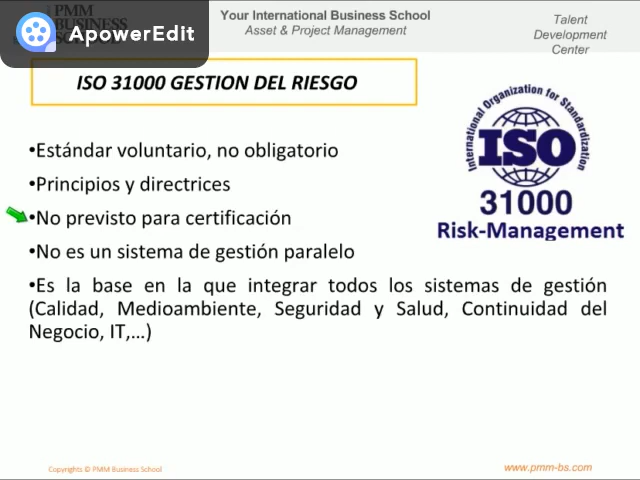 PMM
BUSINESS
SCHOOL
ApowerEdit
Your International Business School
Asset & Project Management
Talent
Development
Center
ISO 31000 GESTION DEL RIESGO
International Organization for Standardization
ISO
31000
Risk-Management
•Estándar voluntario, no obligatorio
•Principios y directrices
•No previsto para certificación
•No es un sistema de gestión paralelo
•Es la base en la que integrar todos los sistemas de gestión
(Calidad, Medioambiente, Seguridad y Salud, Continuidad del
Negocio, IT,...)
Copyrights © PMM Business School
www.pmm-bs.com